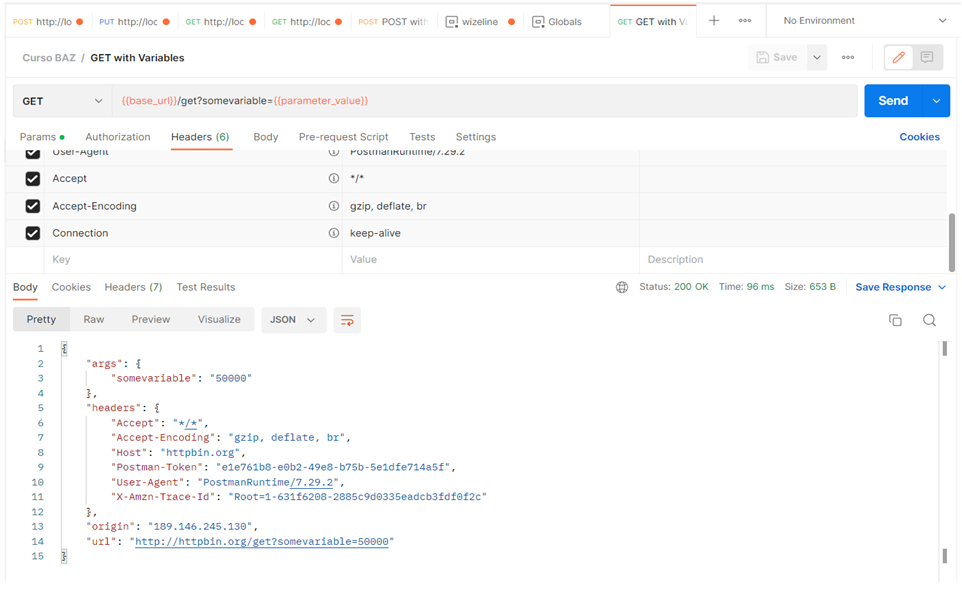 POST http://lo PUT http://loc GET http://loc GET http://loc POST POST with wizeline Globals GET GET with Va No Environment
Curso BAZ / GET with Variables Save
GET {{base_url}}/get?somevariable={{parameter_value}} Send
Params Authorization Headers (6) Body Pre-request Script Tests Settings Cookies
User-Agent PostmanRuntime/7.29.2
Accept */*
Accept-Encoding gzip, deflate, br
Connection keep-alive
Key Value Description
Body Cookies Headers (7) Test Results Status: 200 OK Time: 96 ms Size: 653 B Save Response
Pretty Raw Preview Visualize JSON
1 {
2 "args": {
3 "somevariable": "50000"
4 },
5 "headers": {
6 "Accept": "*/*",
7 "Accept-Encoding": "gzip, deflate, br",
8 "Host": "httpbin.org",
9 "Postman-Token": "e1e761b8-e0b2-49e8-b75b-5e1dfe714a5f",
10 "User-Agent": "PostmanRuntime/7.29.2",
11 "X-Amzn-Trace-Id": "Root=1-631f6208-2885c9d0335eadcb3fdf0f2c"
12 },
13 "origin": "189.146.245.130",
14 "url": "http://httpbin.org/get?somevariable=50000"
15 }